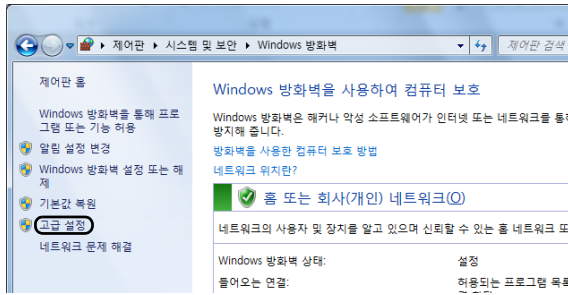 제어판 ▸ 시스템 및 보안 ▸ Windows 방화벽
제어판 검색
제어판 홈
Windows 방화벽을 통해 프로
그램 또는 기능 허용
알림 설정 변경
Windows 방화벽 설정 또는 해
제
기본값 복원
고급 설정
네트워크 문제 해결
Windows 방화벽을 사용하여 컴퓨터 보호
Windows 방화벽은 해커나 악성 소프트웨어가 인터넷 또는 네트워크를 통해
방지해 줍니다.
방화벽을 사용한 컴퓨터 보호 방법
네트워크 위치란?
홈 또는 회사(개인) 네트워크(O)
네트워크의 사용자 및 장치를 알고 있으며 신뢰할 수 있는 홈 네트워크 또
Windows 방화벽 상태: 설정
들어오는 연결: 허용되는 프로그램 목록